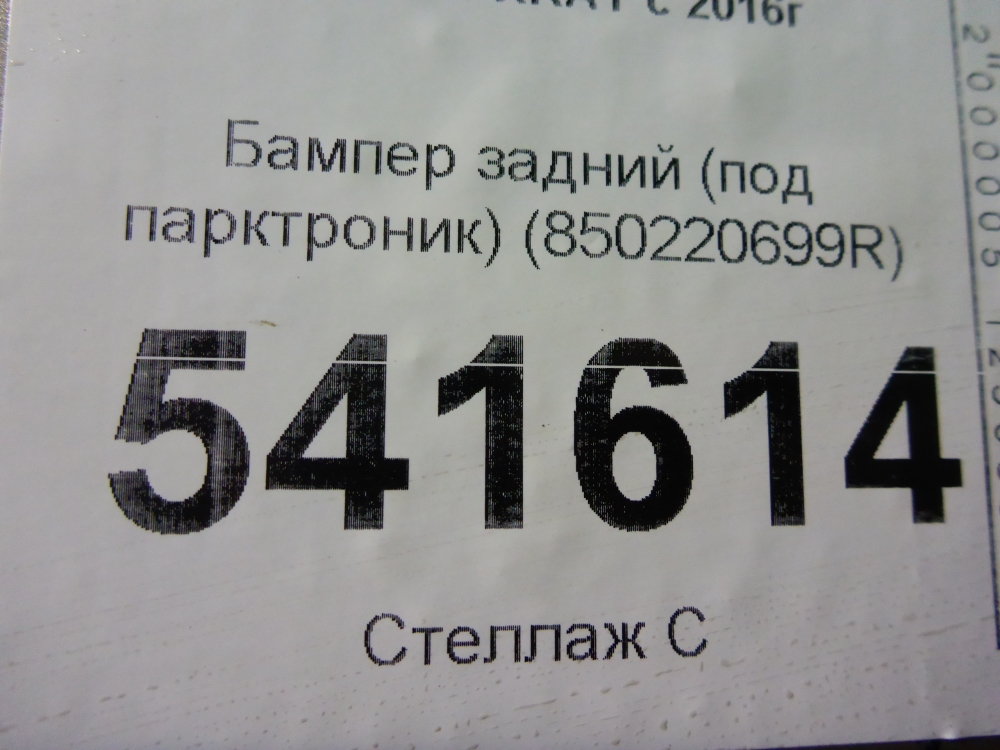 с 2016г
Бампер задний (под
парктроник) (850220699R)
541614
Стеллаж С